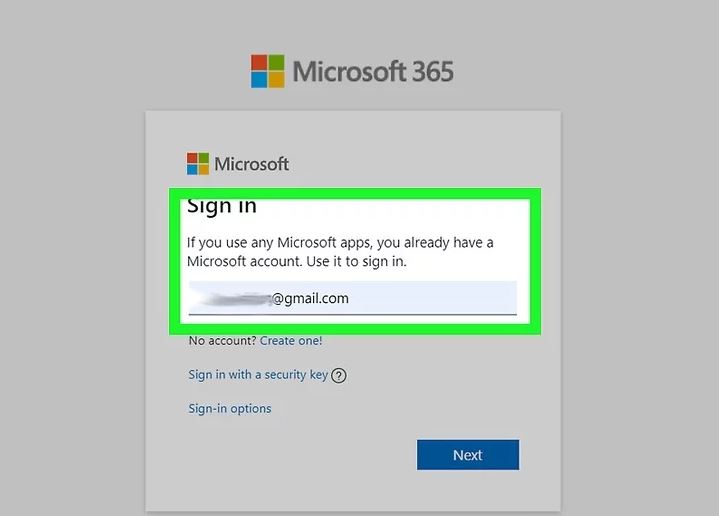 Microsoft 365
Microsoft
Sign in
If you use any Microsoft apps, you already have a
Microsoft account. Use it to sign in.
@gmail.com
No account? Create one!
Sign in with a security key ?
Sign-in options
Next